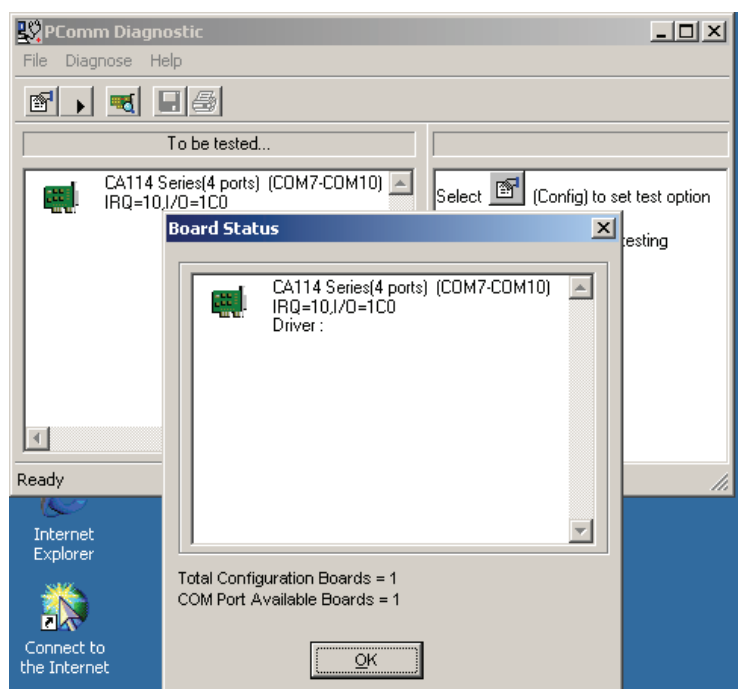 PComm Diagnostic
File Diagnose Help
To be tested...
CA114 Series(4 ports) (COM7-COM10)
IRQ=10,I/O=1C0
Select (Config) to set test option
testing
Board Status
CA114 Series(4 ports) (COM7-COM10)
IRQ=10,I/O=1C0
Driver :
Total Configuration Boards = 1
COM Port Available Boards = 1
OK
Ready
Internet
Explorer
Connect to
the Internet